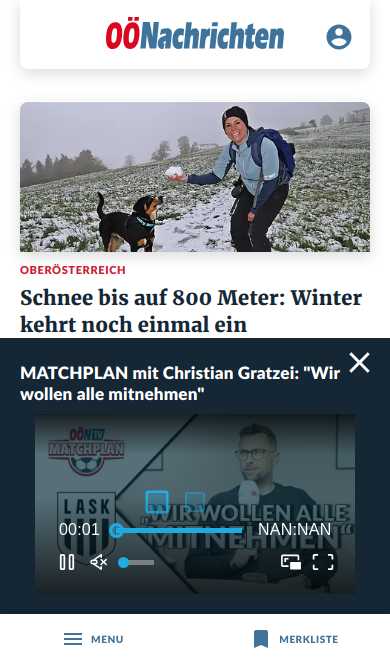 OÖNachrichten
OBERÖSTERREICH
Schnee bis auf 800 Meter: Winter
kehrt noch einmal ein
MATCHPLAN mit Christian Gratzei: "Wir
wollen alle mitnehmen"
OÖN TV
MATCHPLAN
LASK
„WIR WOLLEN ALLE
MITNEHMEN"
00:01
NAN:NAN
MENU
MERKLISTE